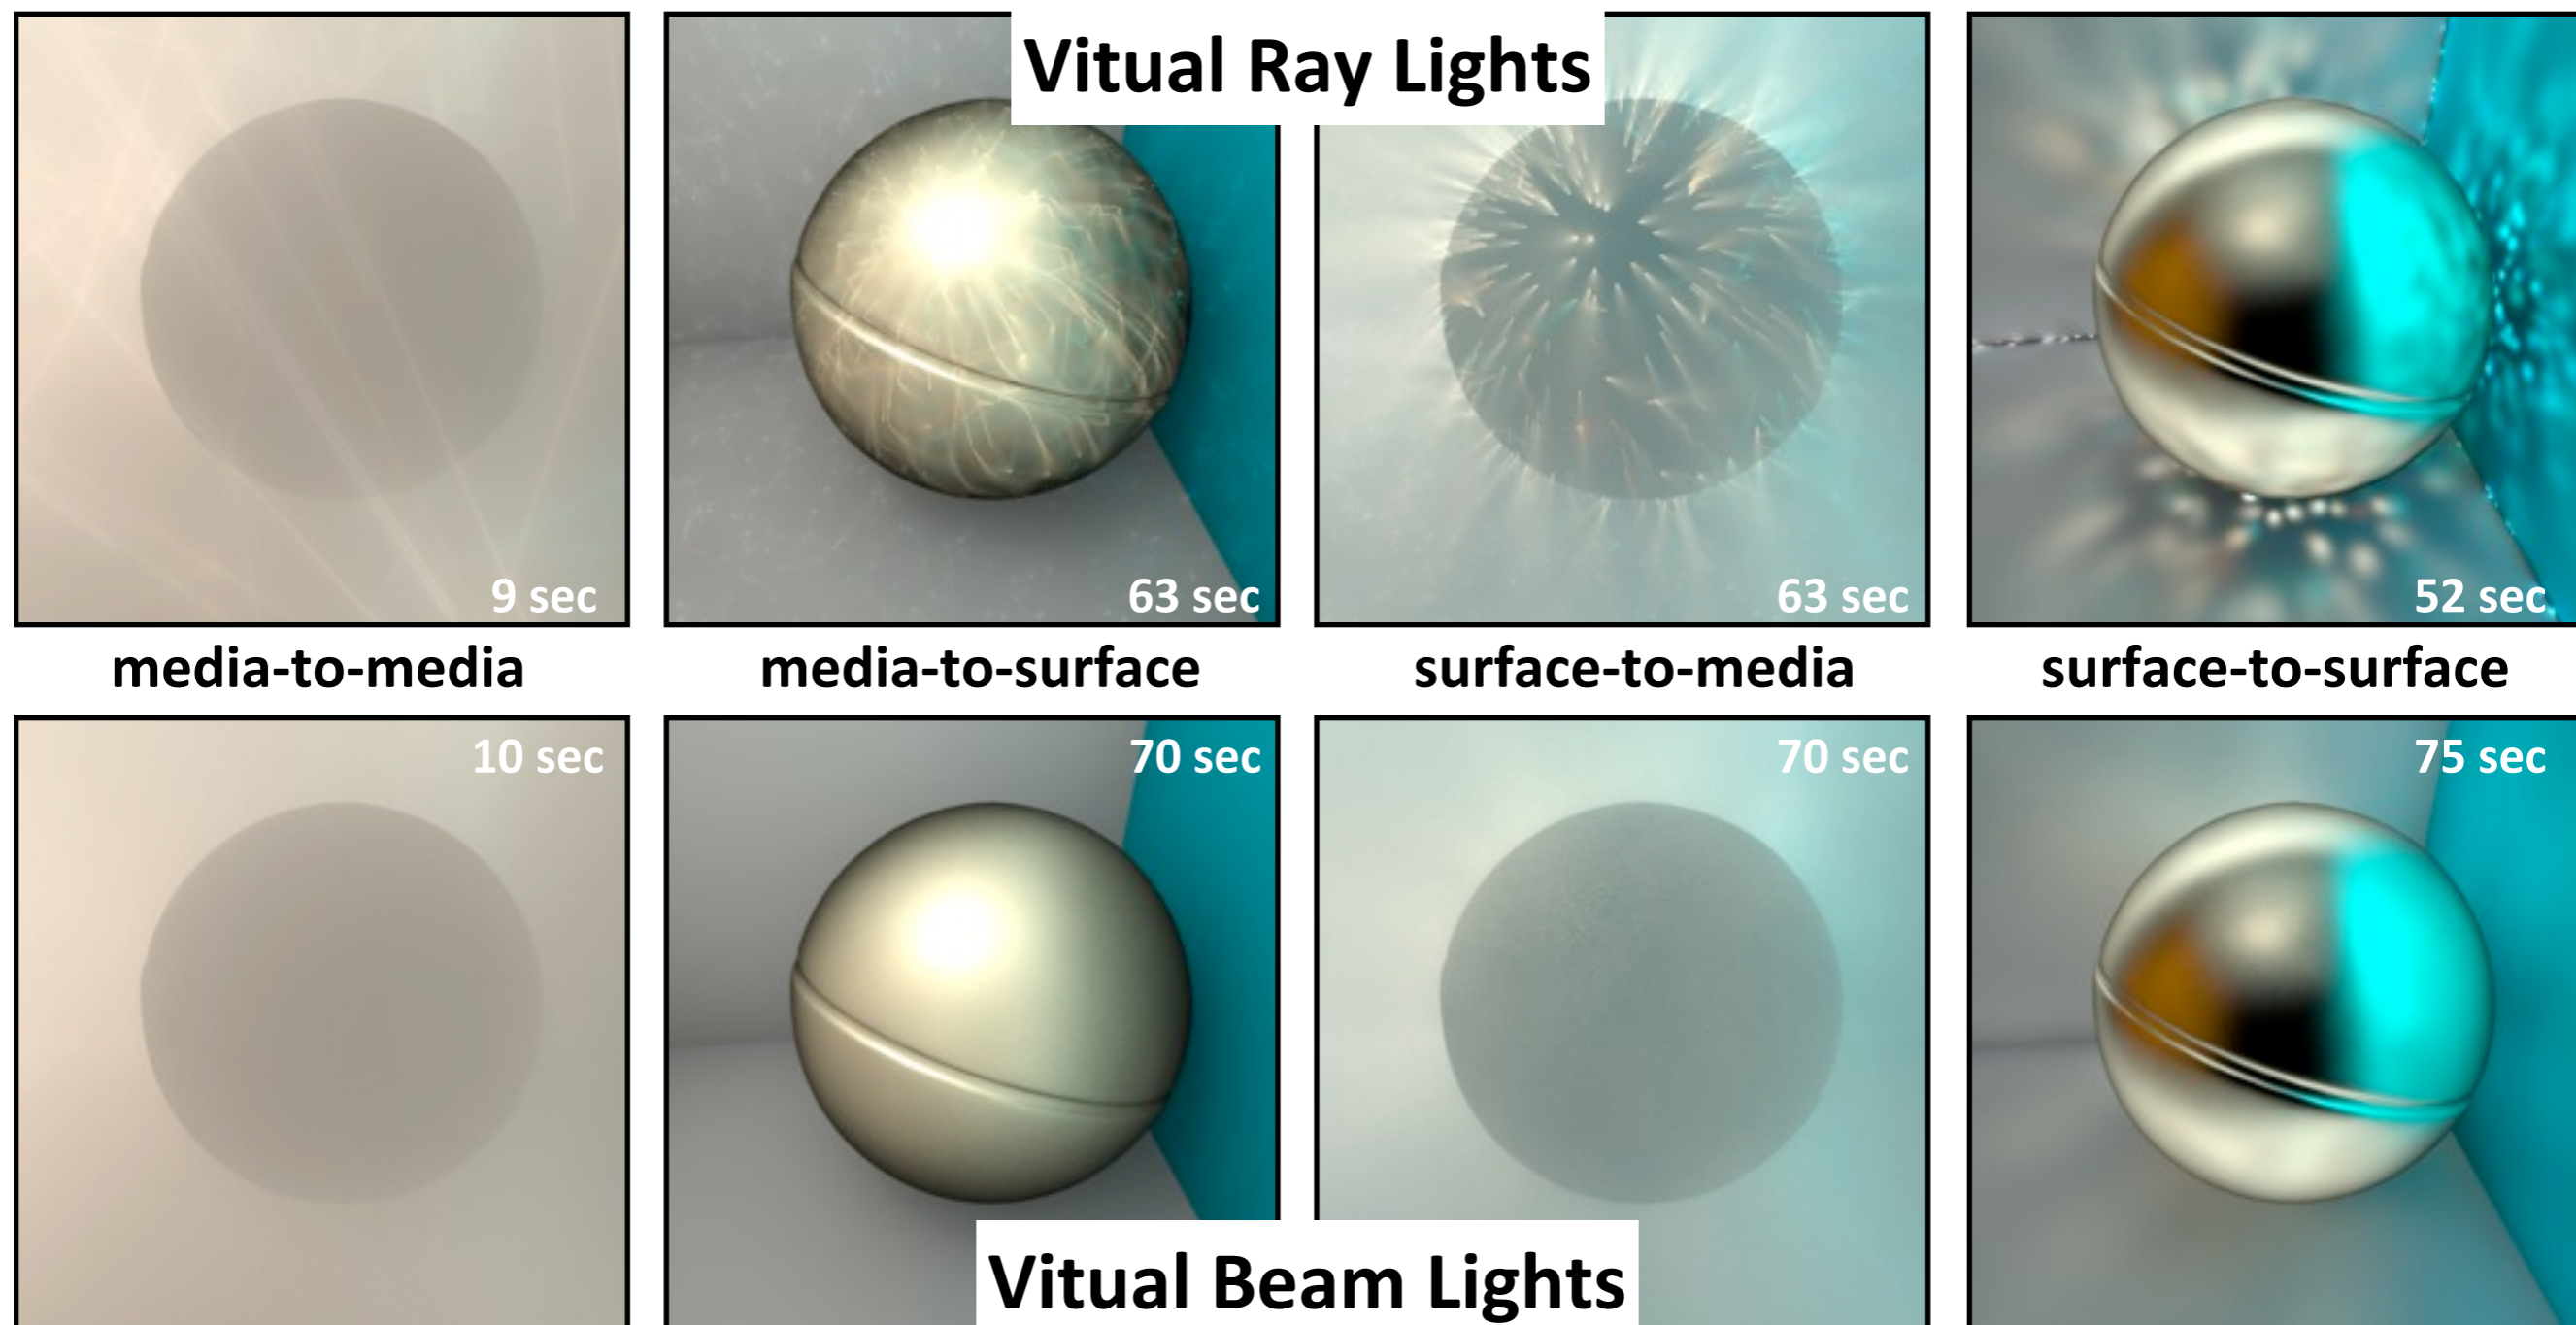 Vitual Ray Lights
9 sec
63 sec
63 sec
52 sec
media-to-media
media-to-surface
surface-to-media
surface-to-surface
10 sec
70 sec
70 sec
75 sec
Vitual Beam Lights